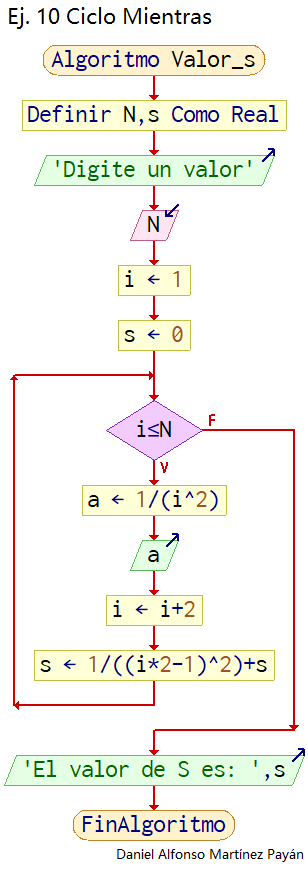 Ej. 10 Ciclo Mientras
Algoritmo Valor_s
Definir N,s Como Real
'Digite un valor'
N
i ← 1
s ← 0
i≤N
F
V
a ← 1/(i^2)
a
i ← i+2
s ← 1/((i*2-1)^2)+s
'El valor de S es: ',s
FinAlgoritmo
Daniel Alfonso Martínez Payán